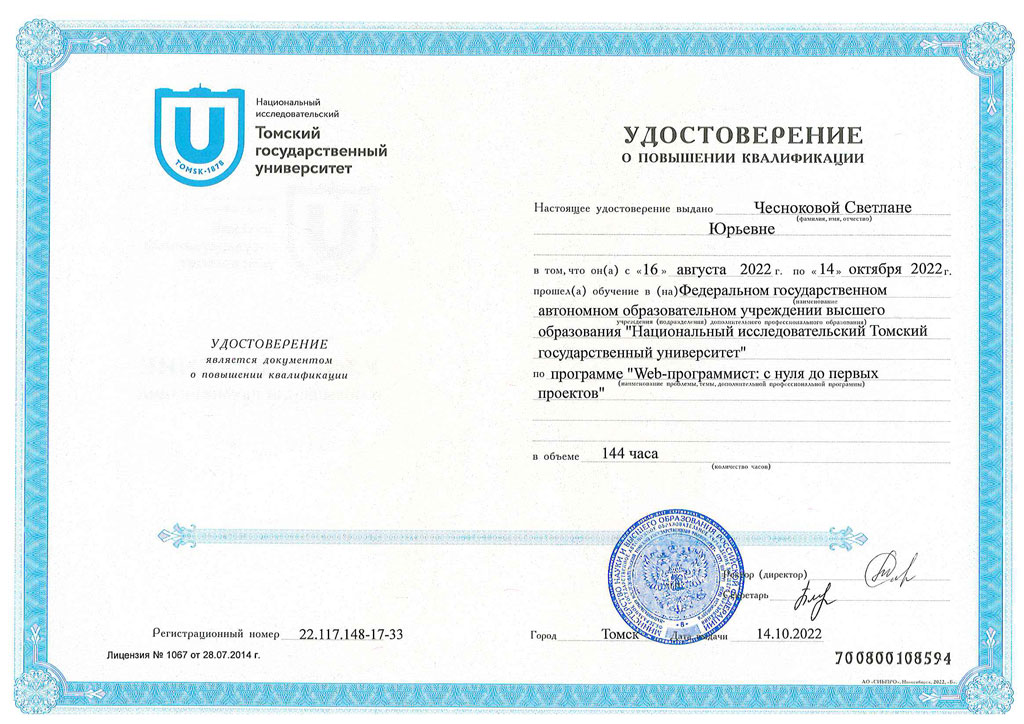 Национальный
исследовательский
Томский
государственный
университет
TOMSK-1878
УДОСТОВЕРЕНИЕ
является документом
о повышении квалификации
Регистрационный номер 22.117.148-17-33
Лицензия № 1067 от 28.07.2014 г.
УДОСТОВЕРЕНИЕ
О ПОВЫШЕНИИ КВАЛИФИКАЦИИ
Настоящее удостоверение выдано Чесноковой Светлане
(фамилия, имя, отчество)
Юрьевне
в том, что он(а) с «16» августа 2022 г. по «14» октября 2022 г.
прошел(а) обучение в (на) Федеральном государственном
(наименование
автономном образовательном учреждении высшего
учреждения (подразделения) дополнительного профессионального образования)
образования "Национальный исследовательский Томский
государственный университет"
по программе "Web-программист: с нуля до первых
(наименование проблемы, темы, дополнительной профессиональной программы)
проектов"
в объеме 144 часа
(количество часов)
Ректор (директор)
Секретарь
Город Томск Дата выдачи 14.10.2022
700800108594
АО «СИБПРО», Новосибирск, 2022, «Б»